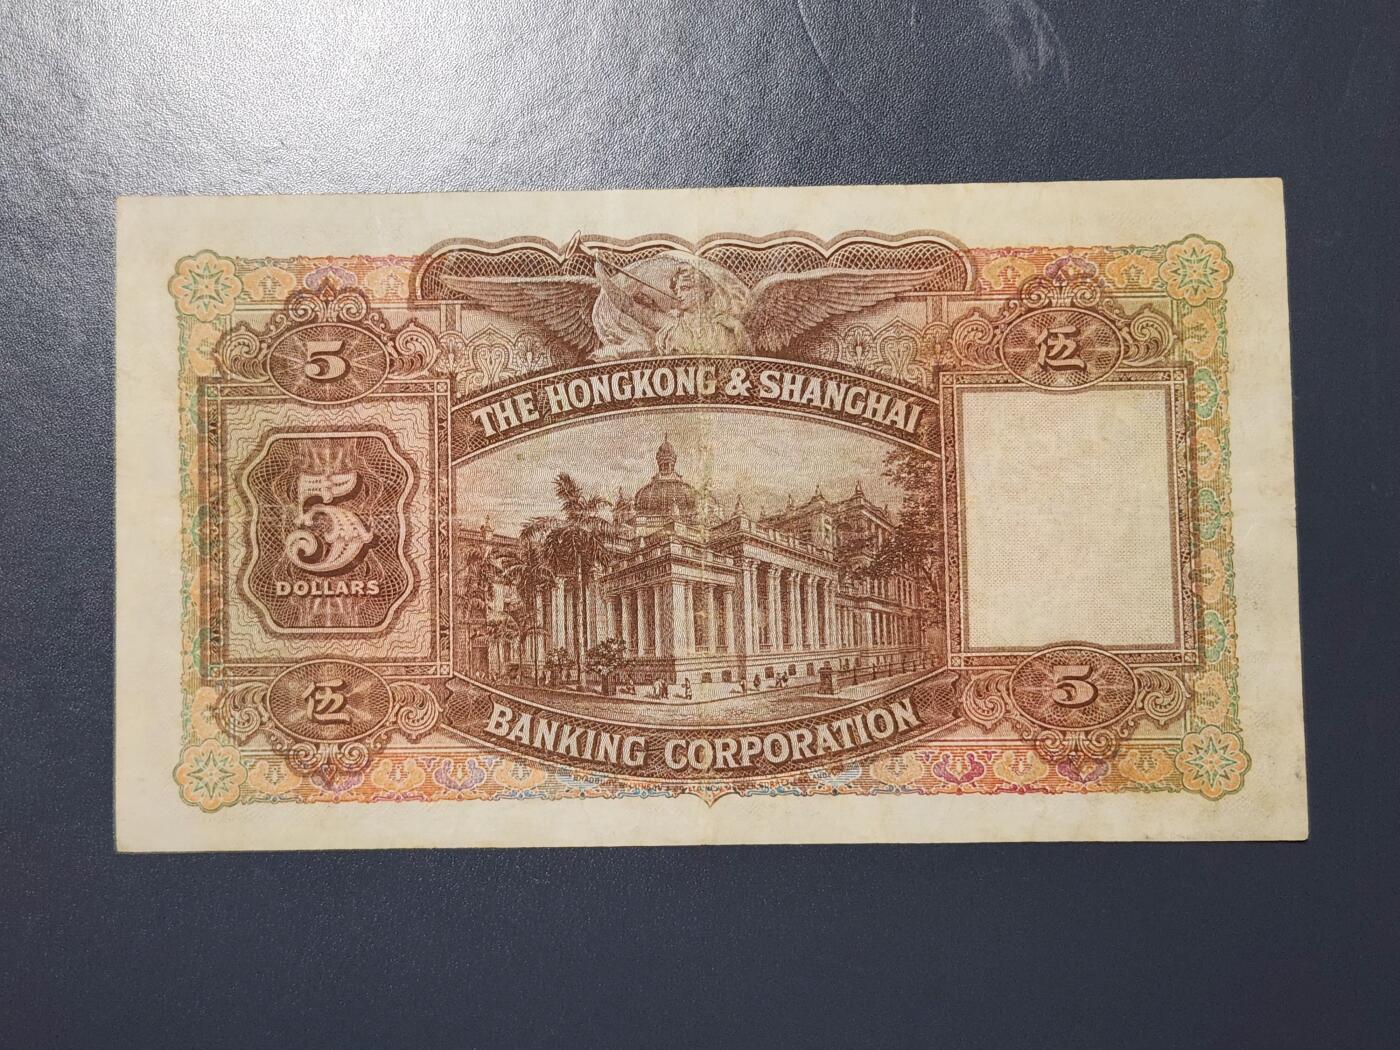 5
伍
THE HONGKONG & SHANGHAI
5
DOLLARS
BANKING CORPORATION
伍
5